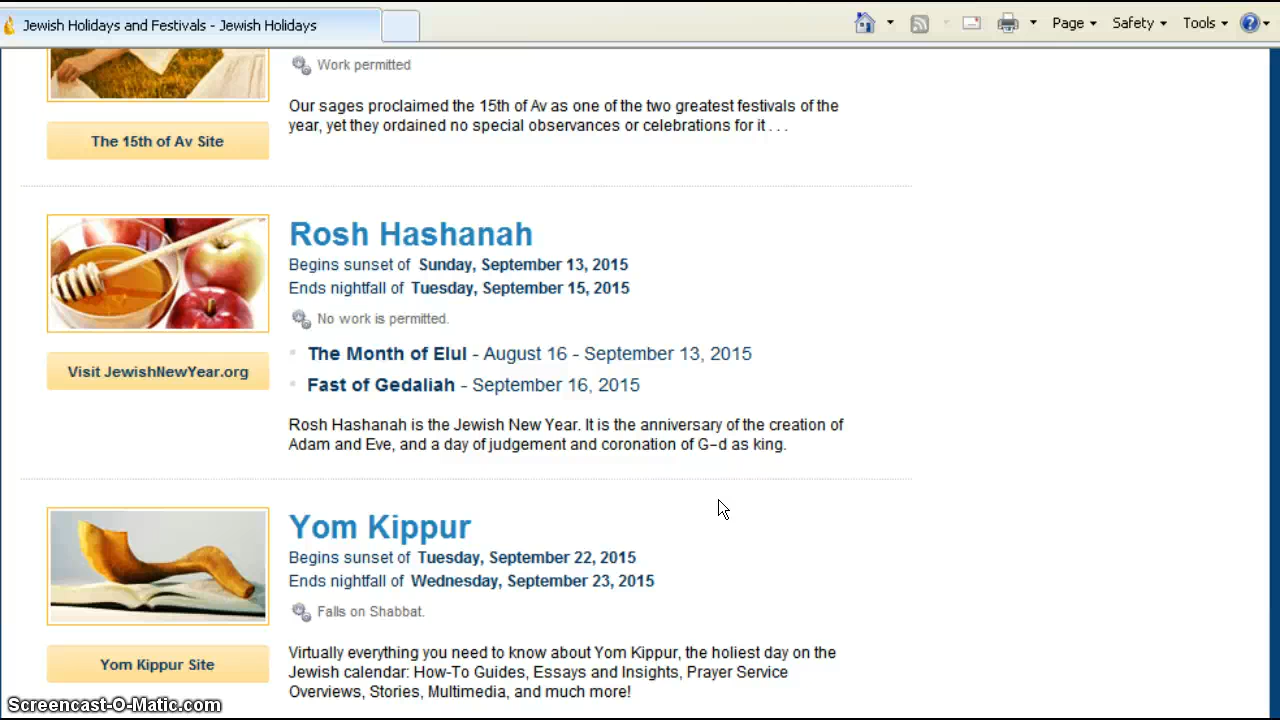 Jewish Holidays and Festivals - Jewish Holidays
Page
Safety
Tools
Work permitted
Our sages proclaimed the 15th of Av as one of the two greatest festivals of the
year, yet they ordained no special observances or celebrations for it . . .
The 15th of Av Site
Rosh Hashanah
Begins sunset of Sunday, September 13, 2015
Ends nightfall of Tuesday, September 15, 2015
No work is permitted.
The Month of Elul - August 16 - September 13, 2015
Visit JewishNewYear.org
Fast of Gedaliah - September 16, 2015
Rosh Hashanah is the Jewish New Year. It is the anniversary of the creation of
Adam and Eve, and a day of judgement and coronation of G–d as king.
Yom Kippur
Begins sunset of Tuesday, September 22, 2015
Ends nightfall of Wednesday, September 23, 2015
Falls on Shabbat.
Virtually everything you need to know about Yom Kippur, the holiest day on the
Jewish calendar: How-To Guides, Essays and Insights, Prayer Service
Overviews, Stories, Multimedia, and much more!
Yom Kippur Site
Screencast-O-Matic.com